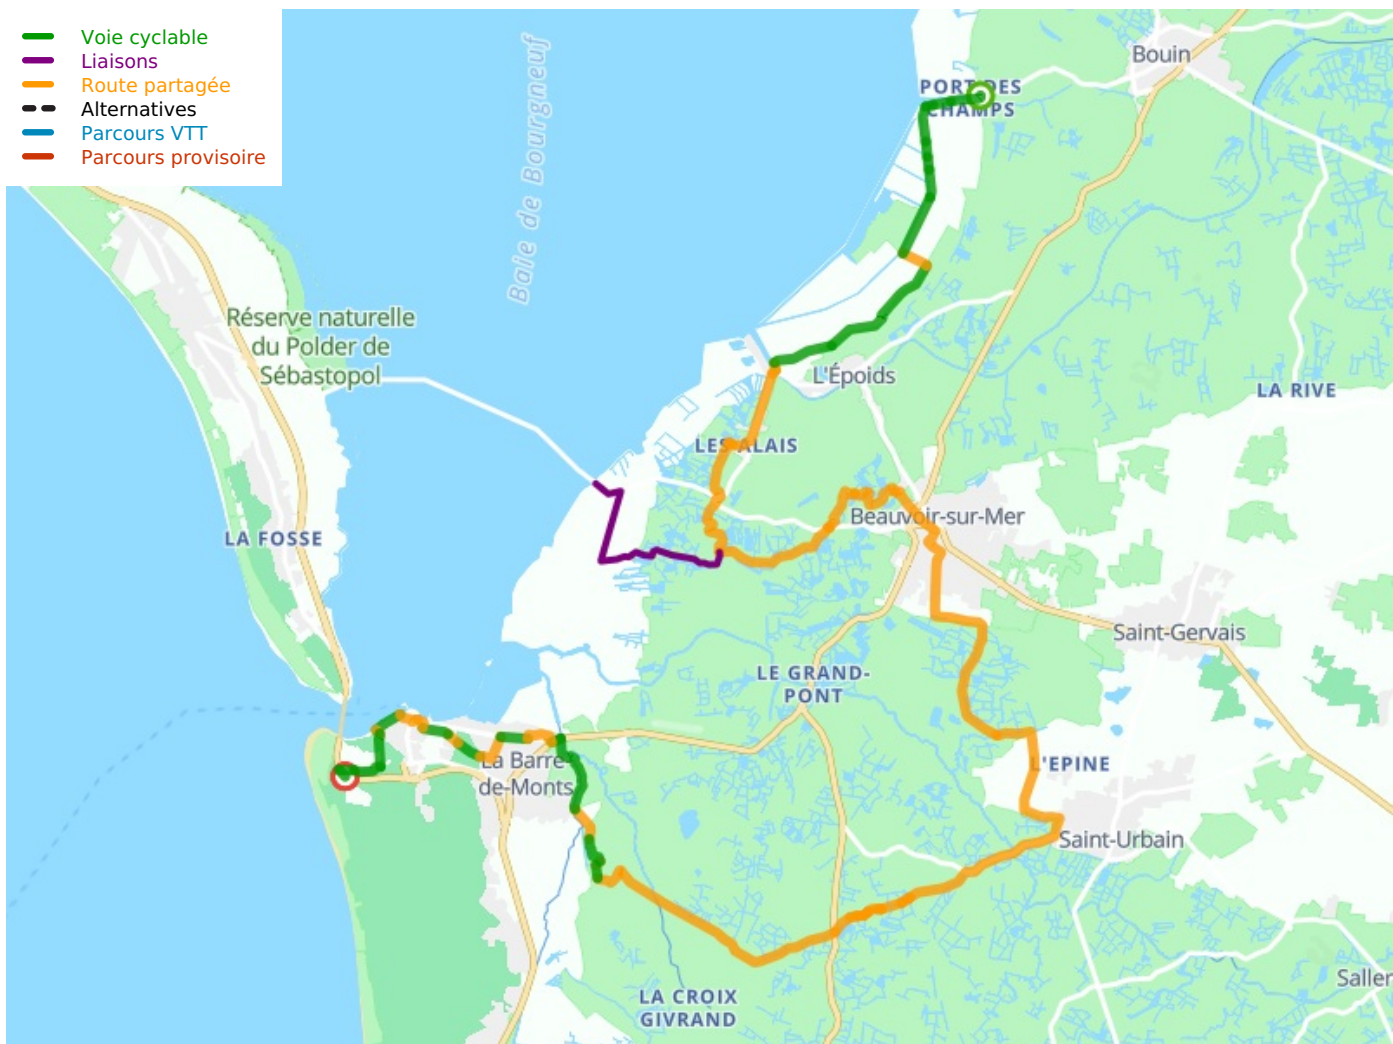 Voie cyclable
Liaisons
Route partagée
Alternatives
Parcours VTT
Parcours provisoire
Baie de Bourgneuf
Bouin
PORT DES
CHAMPS
Réserve naturelle
du Polder de
Sébastopol
L'Époids
LA RIVE
LES ALAIS
LA FOSSE
Beauvoir-sur-Mer
Saint-Gervais
LE GRAND-
PONT
La Barre-
de-Monts
L'EPINE
Saint-Urbain
LA CROIX
GIVRAND
Saller